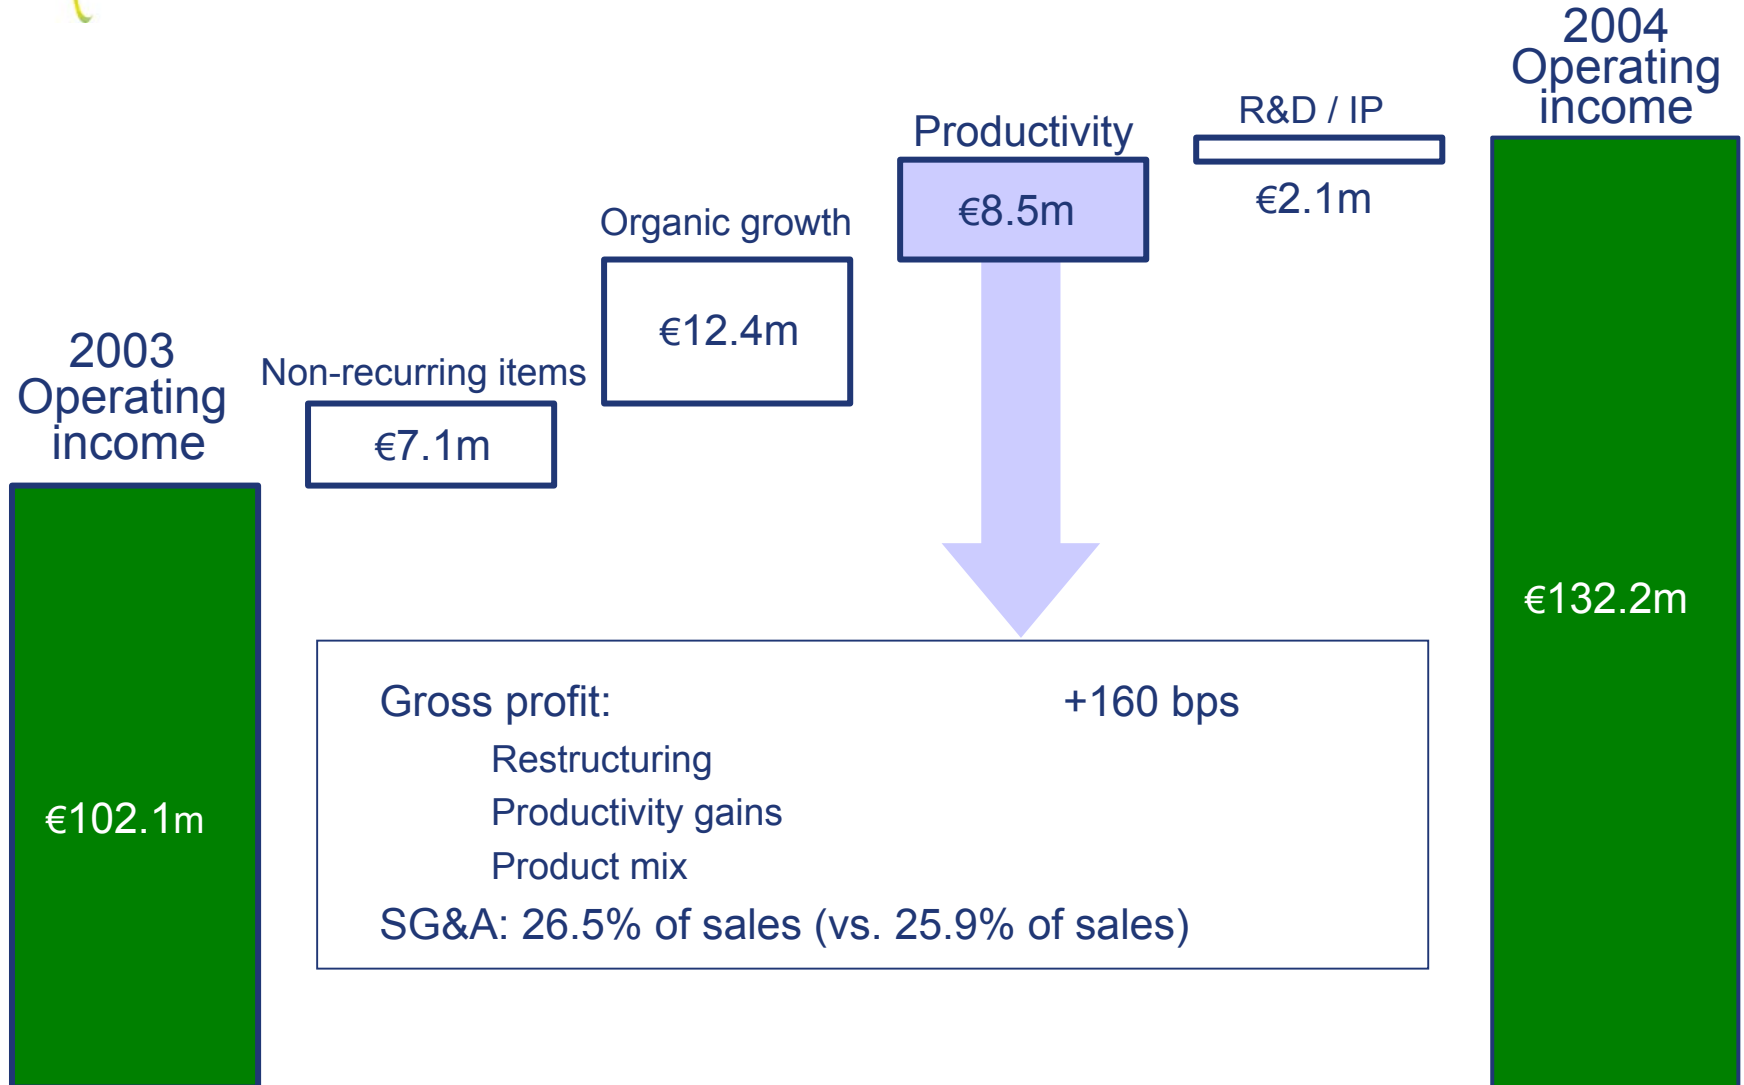 2003
Operating
income
€102.1m
Non-recurring items
€7.1m
Organic growth
€12.4m
Productivity
€8.5m
R&D / IP
€2.1m
2004
Operating
income
€132.2m
Gross profit: +160 bps
Restructuring
Productivity gains
Product mix
SG&A: 26.5% of sales (vs. 25.9% of sales)